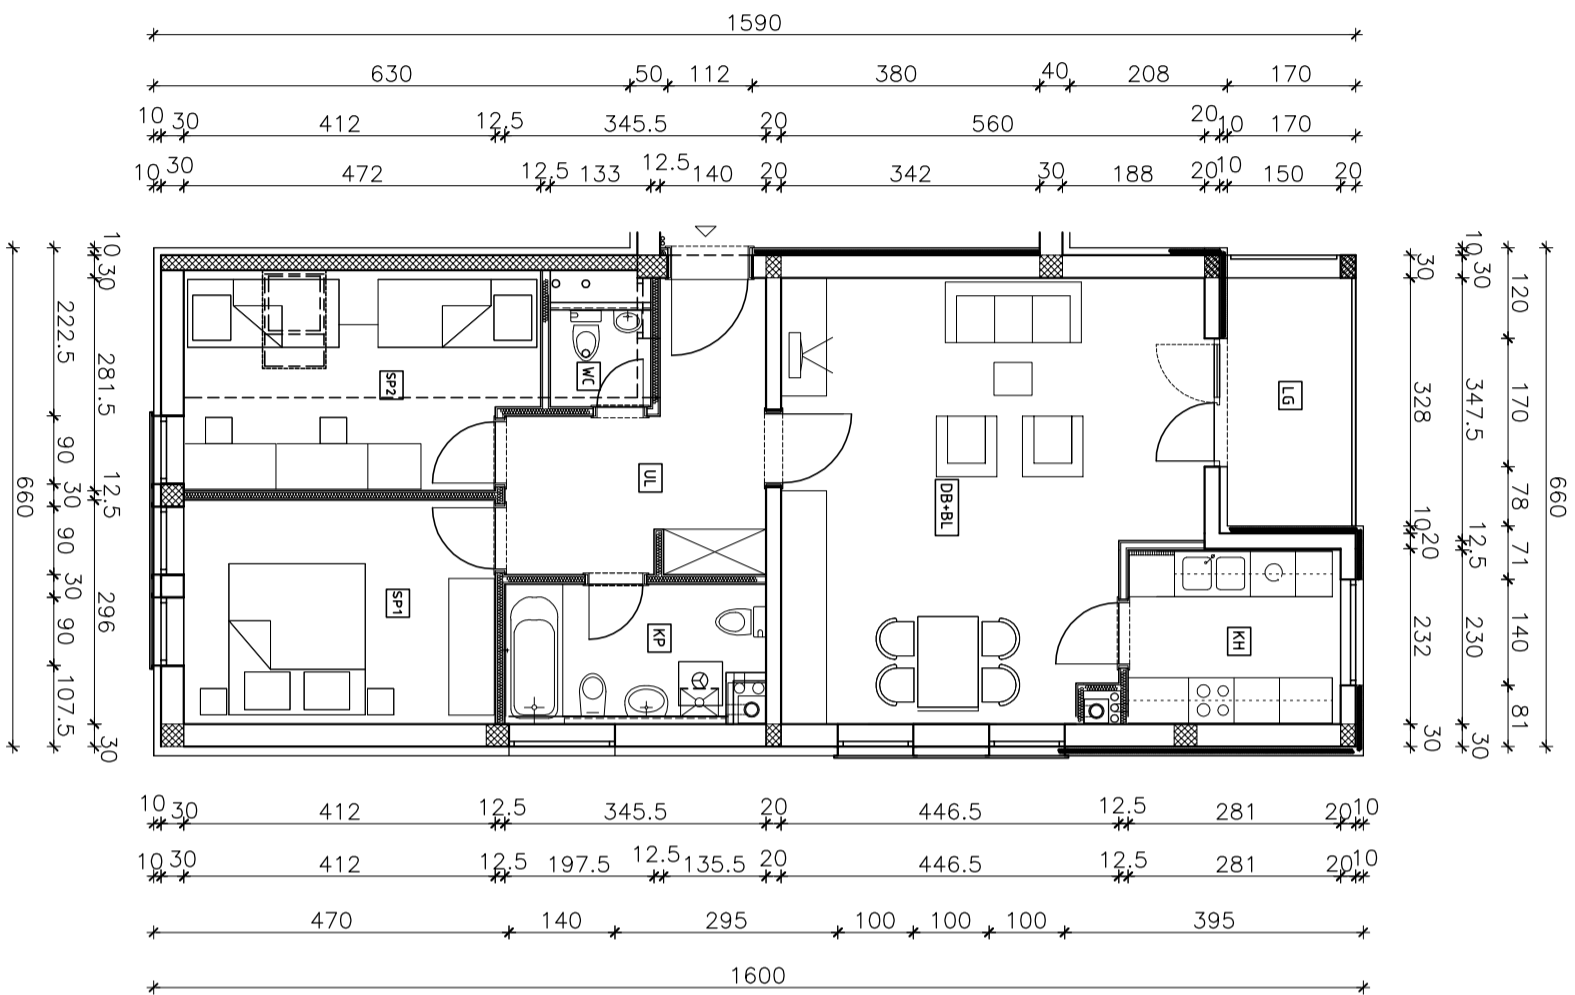 1590
630 50 112 380 40 208 170
10 30 412 12.5 345.5 20 560 20 10 170
10 30 472 12.5 133 12.5 140 20 342 30 188 20 10 150 20
660
222.5 90 30 90 30 90 107.5
10 30 281.5 12.5 296 30
SP2
WC
UL
SP1
KP
DB+BL
LG
KH
30 328 10 20 232 30
10 30 347.5 12.5 230 30
120 170 78 71 140 81
660
10 30 412 12.5 345.5 20 446.5 12.5 281 20 10
10 30 412 12.5 197.5 12.5 135.5 20 446.5 12.5 281 20 10
470 140 295 100 100 100 395
1600